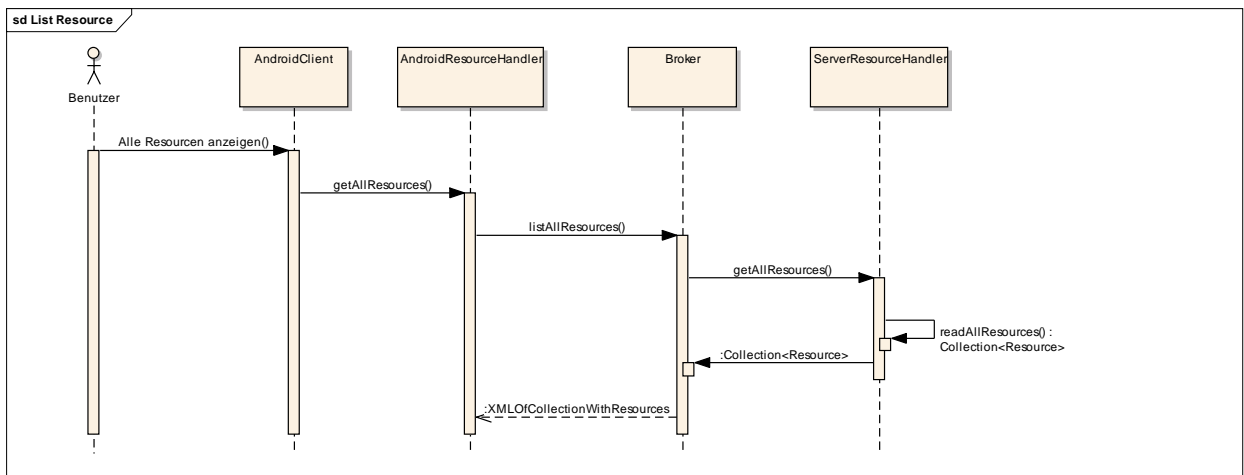 sd List Resource
Benutzer
AndroidClient
AndroidResourceHandler
Broker
ServerResourceHandler
Alle Resourcen anzeigen()
getAllResources()
listAllResources()
getAllResources()
readAllResources() :
Collection<Resource>
:Collection<Resource>
:XMLOfCollectionWithResources